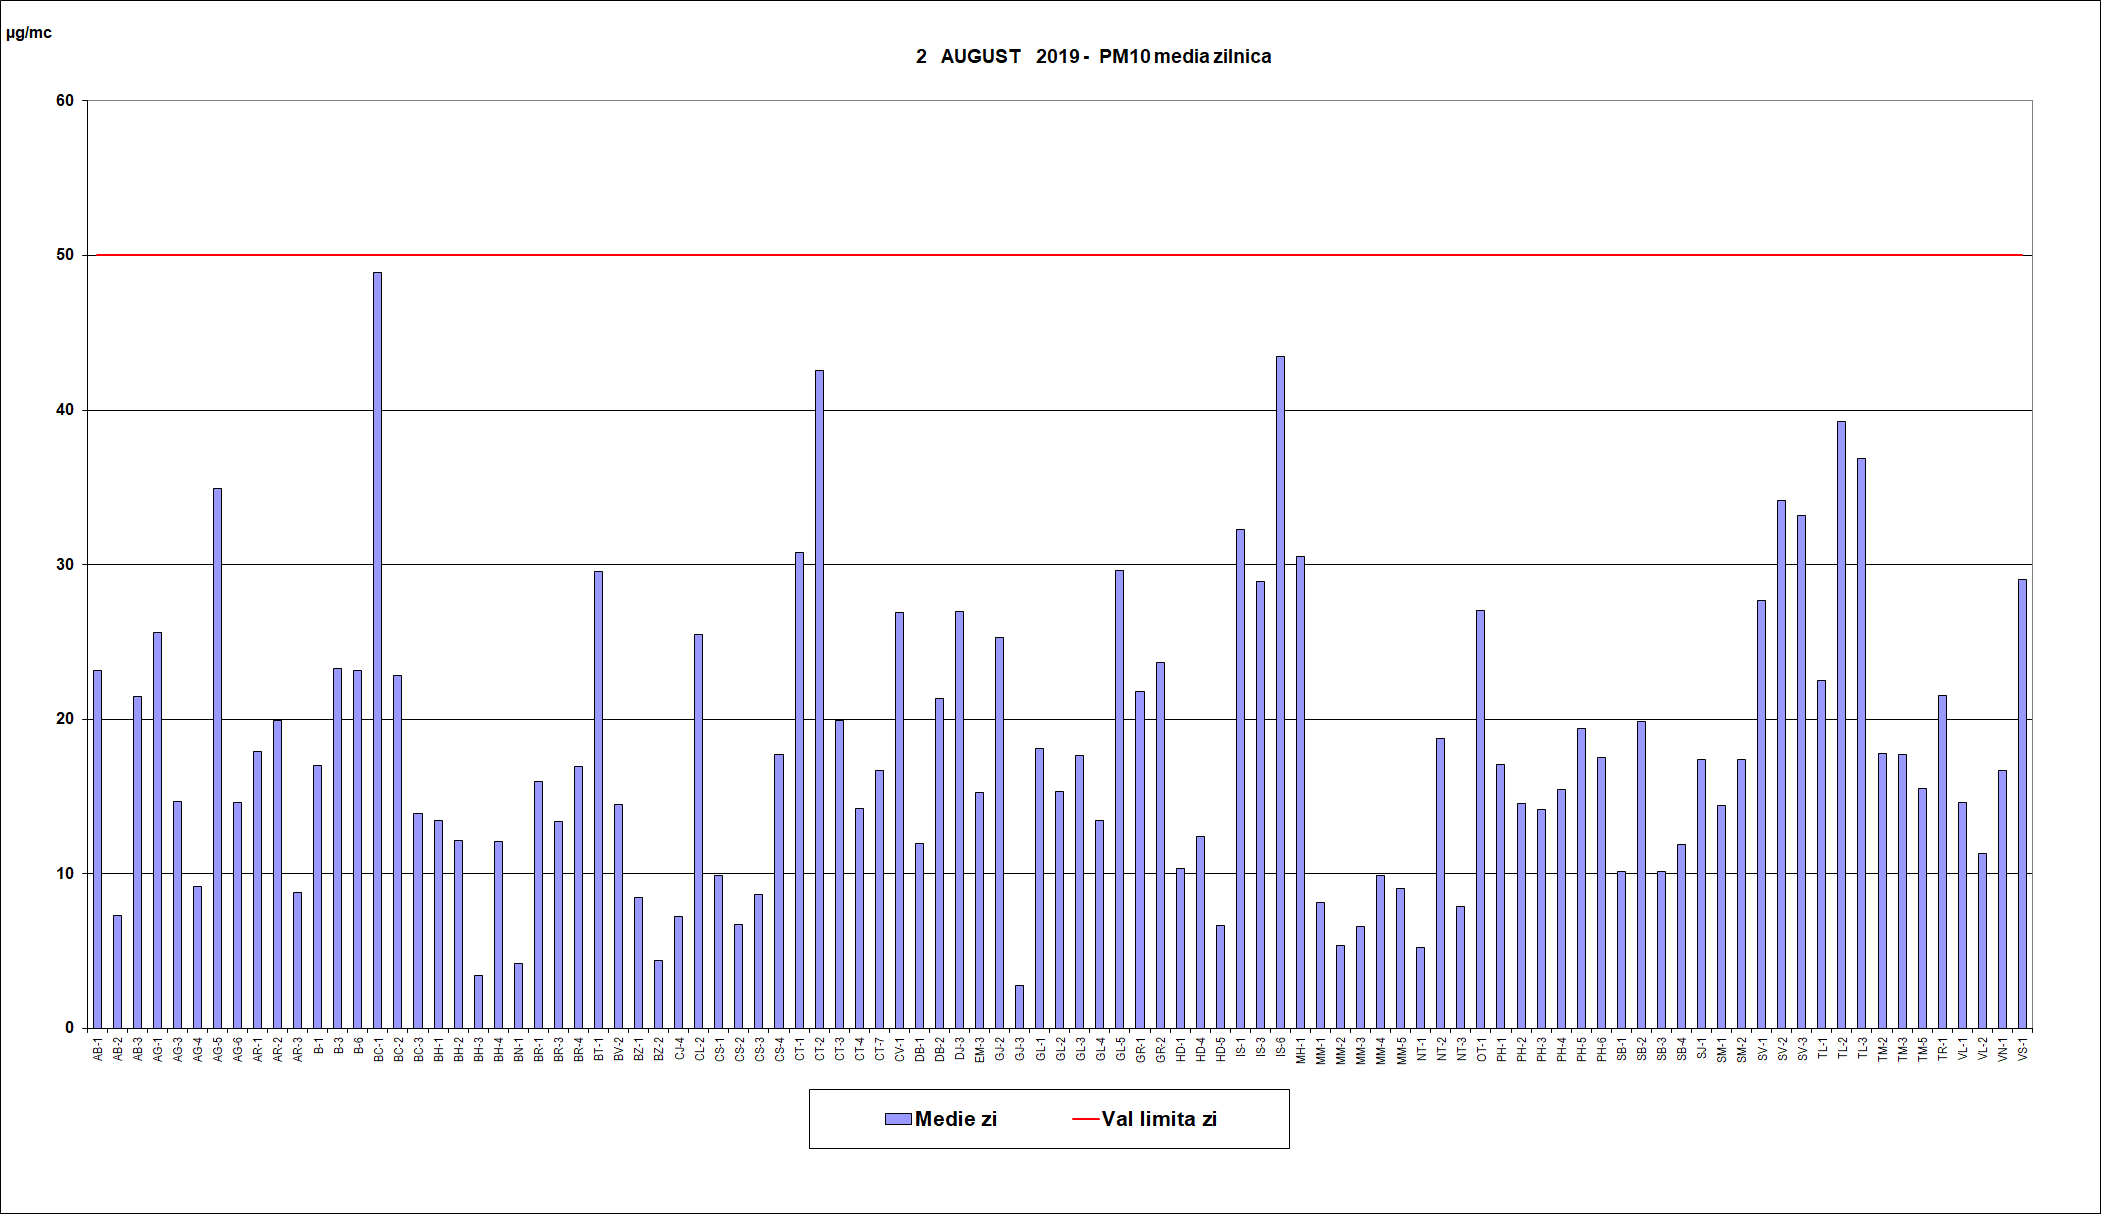 µg/mc
2 AUGUST 2019 - PM10 media zilnica
60
50
40
30
20
10
0
AB-1 AB-2 AB-3 AG-1 AG-3 AG-4 AG-5 AG-6 AR-1 AR-2 AR-3 B-1 B-3 B-6 BC-1 BC-2 BC-3 BH-1 BH-2 BH-3 BH-4 BN-1 BR-1 BR-3 BR-4 BT-1 BV-2 BZ-1 BZ-2 CJ-4 CL-2 CS-1 CS-2 CS-3 CS-4 CT-1 CT-2 CT-3 CT-4 CT-7 CV-1 DB-1 DB-2 DJ-3 EM-3 GJ-2 GJ-3 GL-1 GL-2 GL-3 GL-4 GL-5 GR-1 GR-2 HD-1 HD-4 HD-5 IS-1 IS-3 IS-6 MH-1 MM-1 MM-2 MM-3 MM-4 MM-5 NT-1 NT-2 NT-3 OT-1 PH-1 PH-2 PH-3 PH-4 PH-5 PH-6 SB-1 SB-2 SB-3 SB-4 SJ-1 SM-1 SM-2 SV-1 SV-2 SV-3 TL-1 TL-2 TL-3 TM-2 TM-3 TM-5 TR-1 VL-1 VL-2 VN-1 VS-1
Medie zi Val limita zi